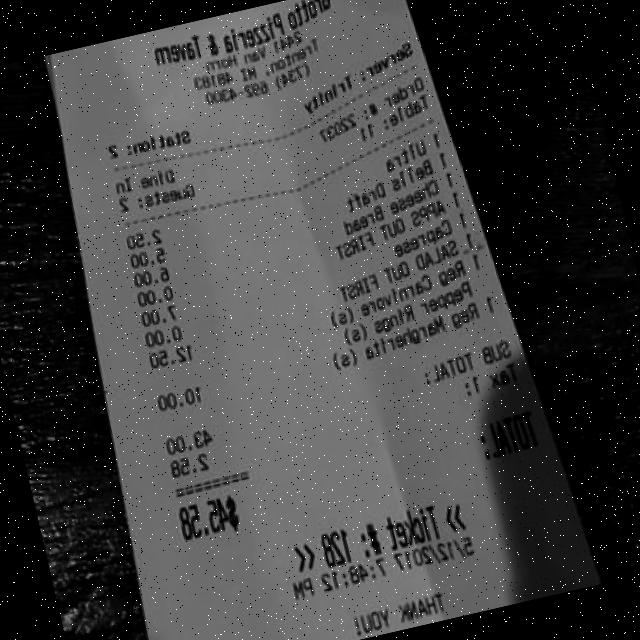 Pizzeria & Tavern
2441 Van Horn
Trenton, MI 48183
(734) 692-4300
Server: Trinity
Station: 2
Order #: 22037
Dine In
Table: 11
Guests: 2
1 Ultra 2.50
1 Bells Draft 5.00
1 Cheese Bread 6.00
1 APPS OUT FIRST 0.00
1 Caprese 7.00
1 SALAD OUT FIRST 0.00
1 Reg Carnivore (s) 12.50
Pepper Rings (s)
1 Reg Margherita (s) 10.00
SUB TOTAL: 43.00
Tax 1: 2.58
============
TOTAL: $45.58
>> Ticket #: 128 <<
5/12/2017 7:48:12 PM
THANK YOU!